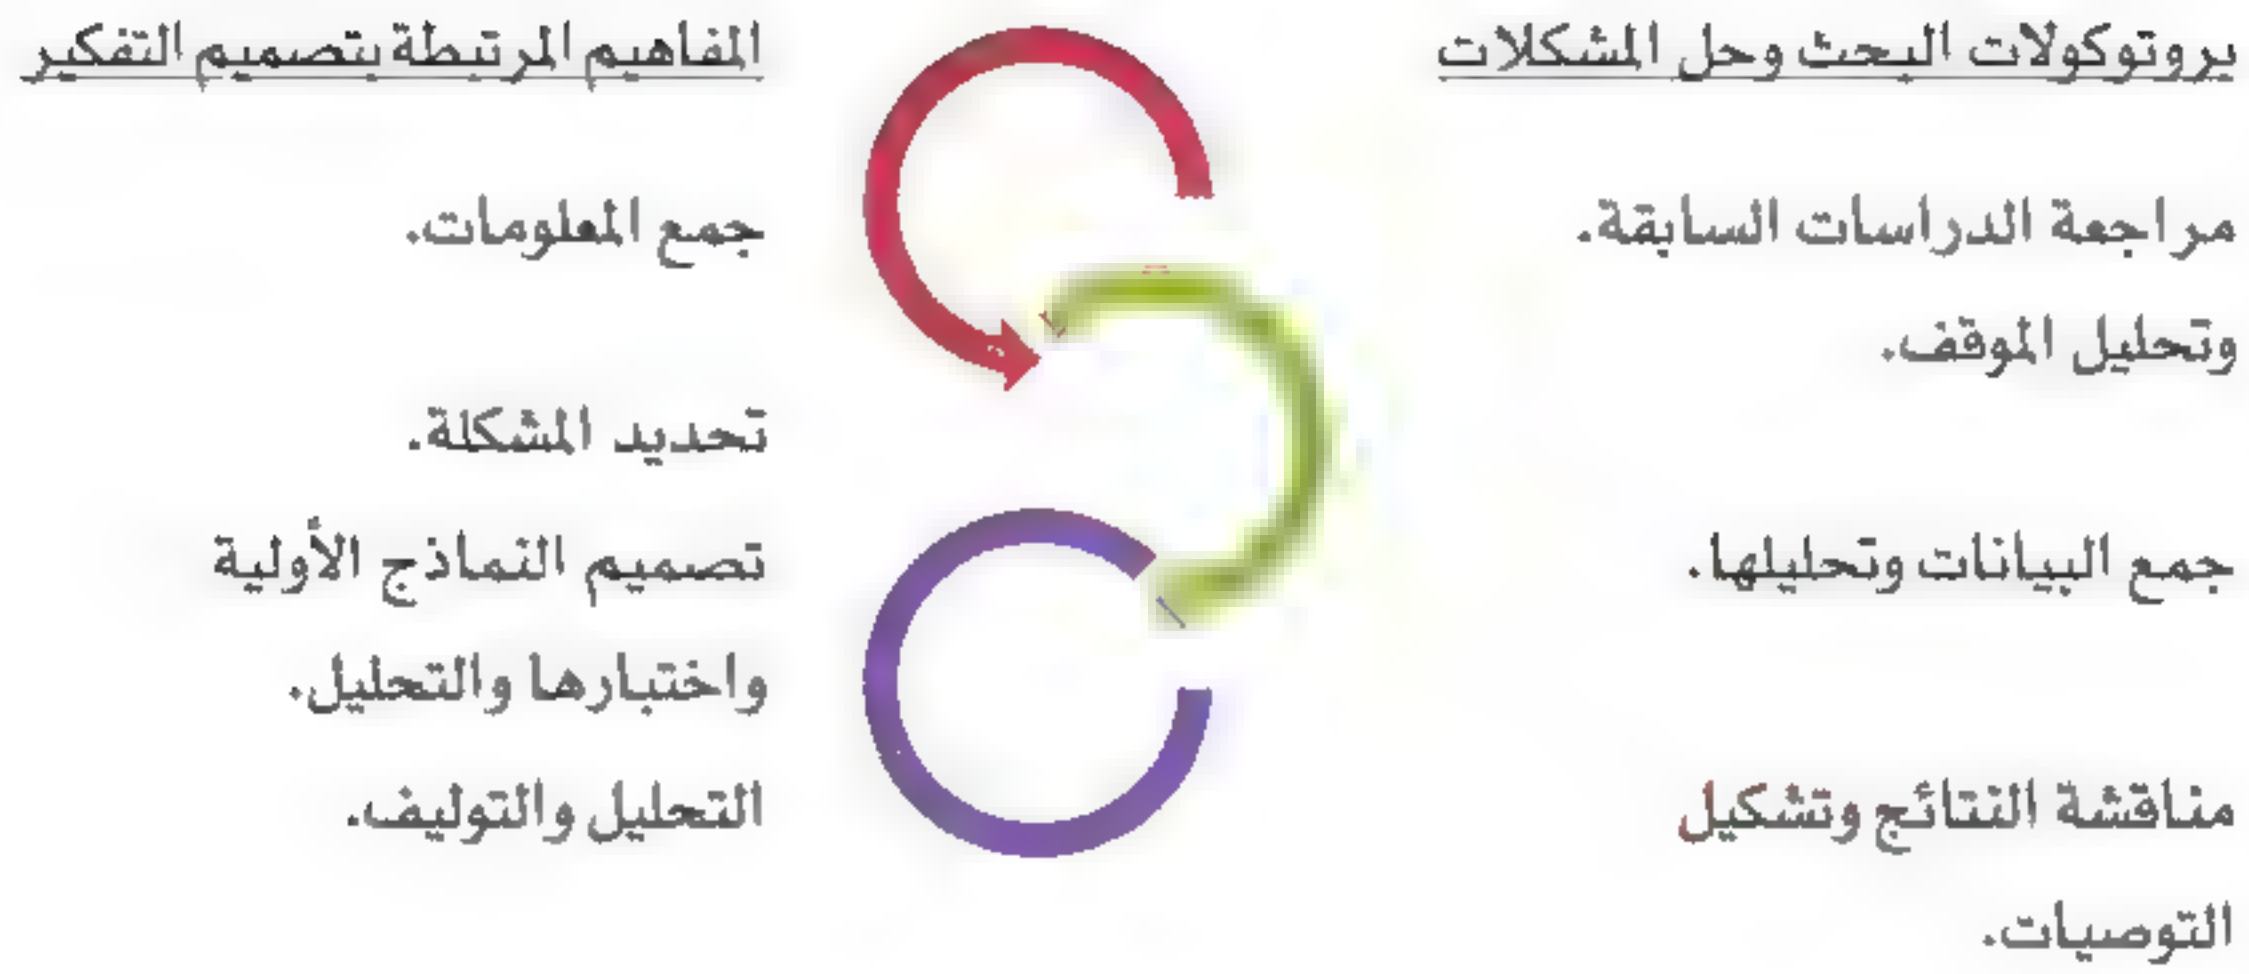 بروتوكولات البحث وحل المشكلات
مراجعة الدراسات السابقة.
وتحليل الموقف.
جمع البيانات وتحليلها.
مناقشة النتائج وتشكيل
التوصيات.
المفاهيم المرتبطة بتصميم التفكير
جمع المعلومات.
تحديد المشكلة.
تصميم النماذج الأولية
واختبارها والتحليل.
التحليل والتوليف.